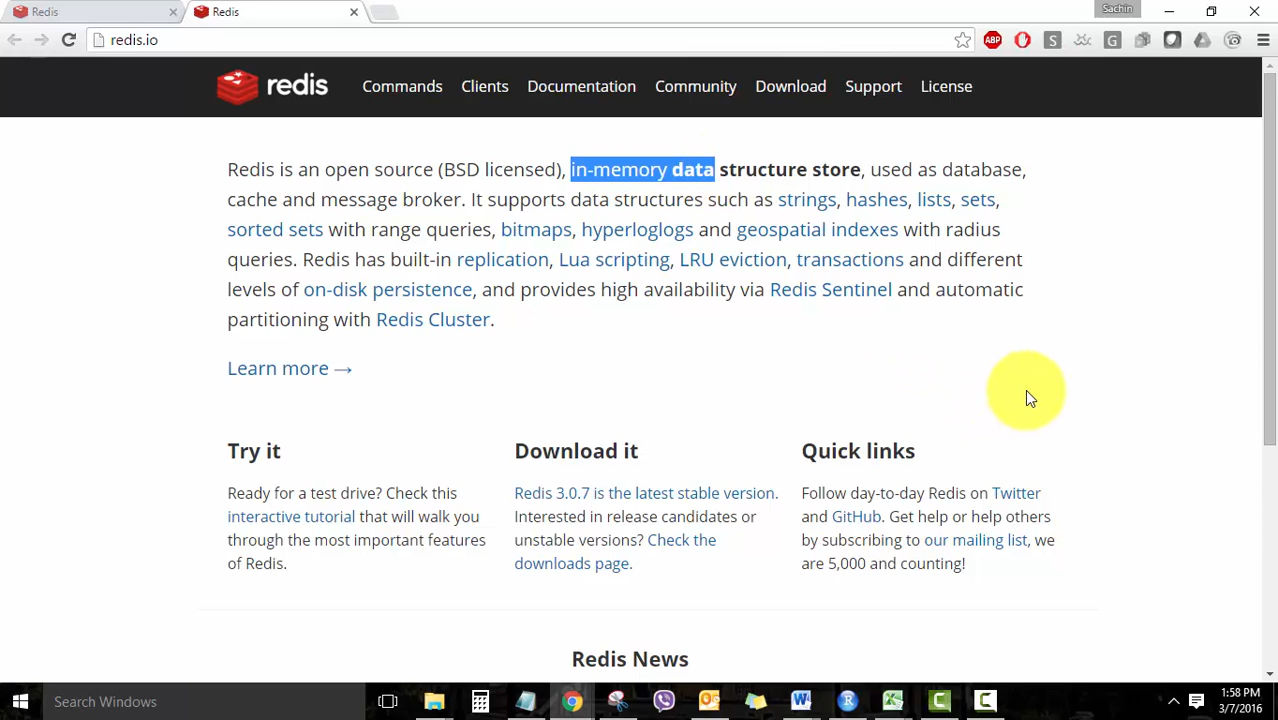 Redis
Redis
Sachin
redis.io
ABP
S
G
redis
Commands Clients Documentation Community Download Support License
Redis is an open source (BSD licensed), in-memory data structure store, used as database,
cache and message broker. It supports data structures such as strings, hashes, lists, sets,
sorted sets with range queries, bitmaps, hyperloglogs and geospatial indexes with radius
queries. Redis has built-in replication, Lua scripting, LRU eviction, transactions and different
levels of on-disk persistence, and provides high availability via Redis Sentinel and automatic
partitioning with Redis Cluster.
Learn more →
Try it
Ready for a test drive? Check this
interactive tutorial that will walk you
through the most important features
of Redis.
Download it
Redis 3.0.7 is the latest stable version.
Interested in release candidates or
unstable versions? Check the
downloads page.
Quick links
Follow day-to-day Redis on Twitter
and GitHub. Get help or help others
by subscribing to our mailing list, we
are 5,000 and counting!
Redis News
Search Windows
1:58 PM
3/7/2016